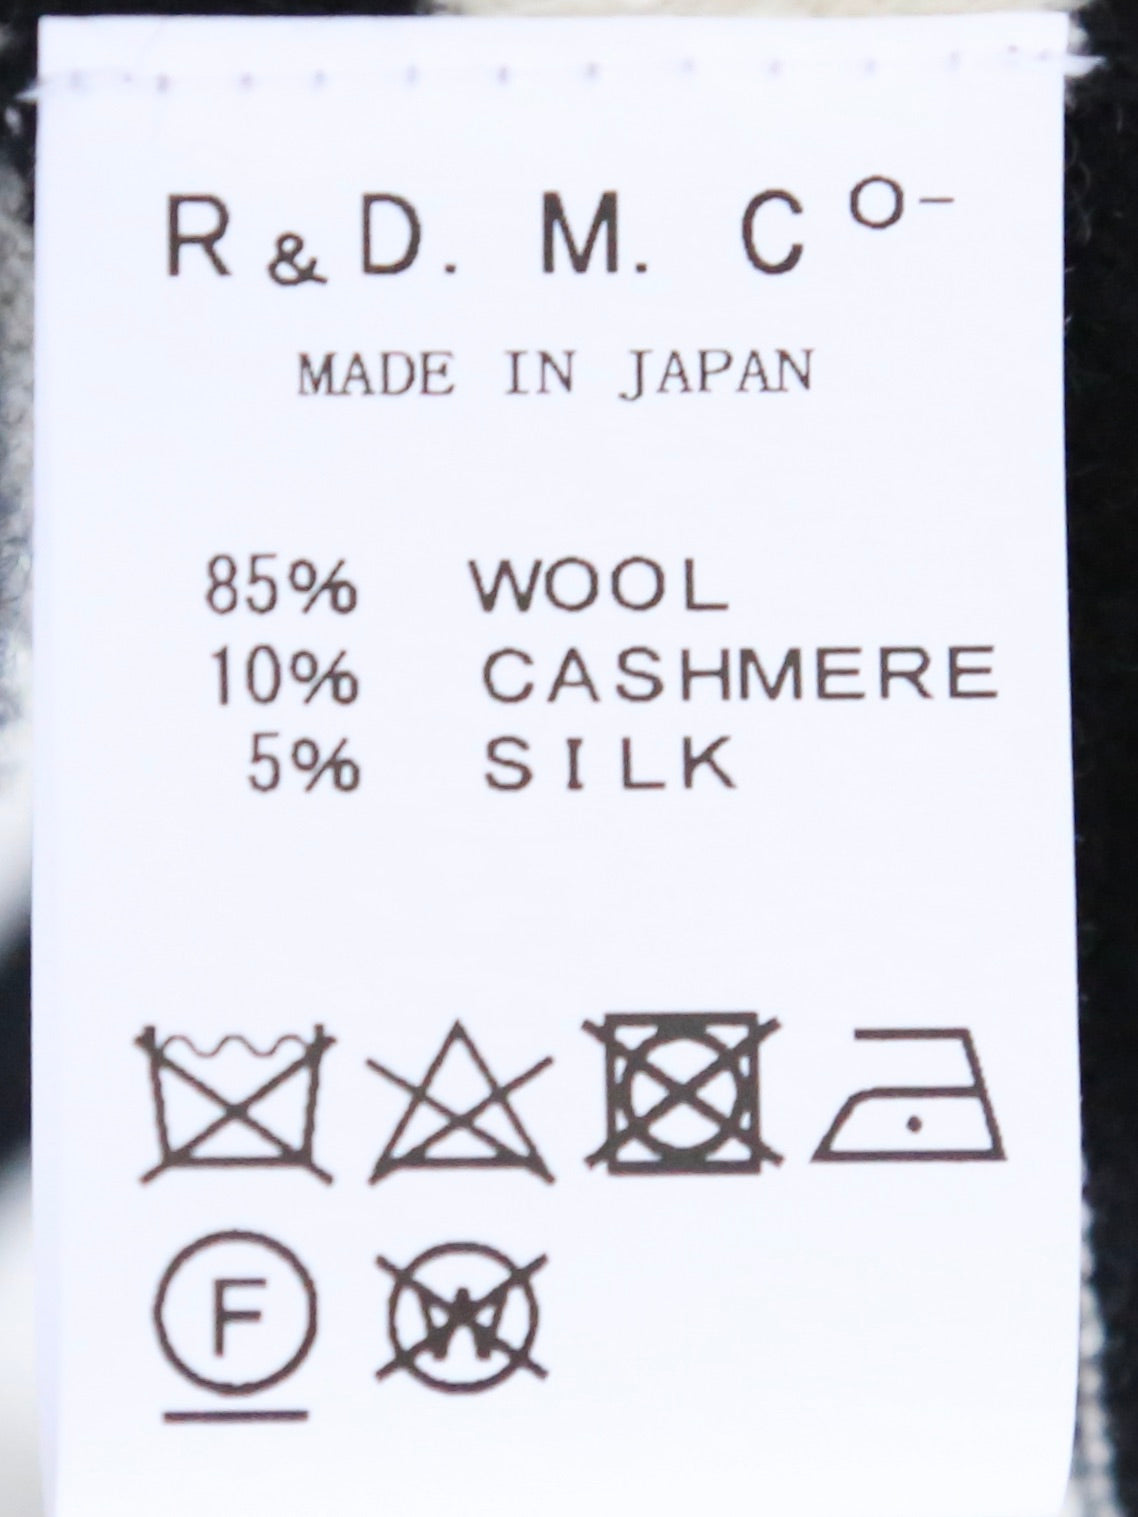 R&D. M. Cº-
MADE IN JAPAN
85% WOOL
10% CASHMERE
5% SILK
F
W